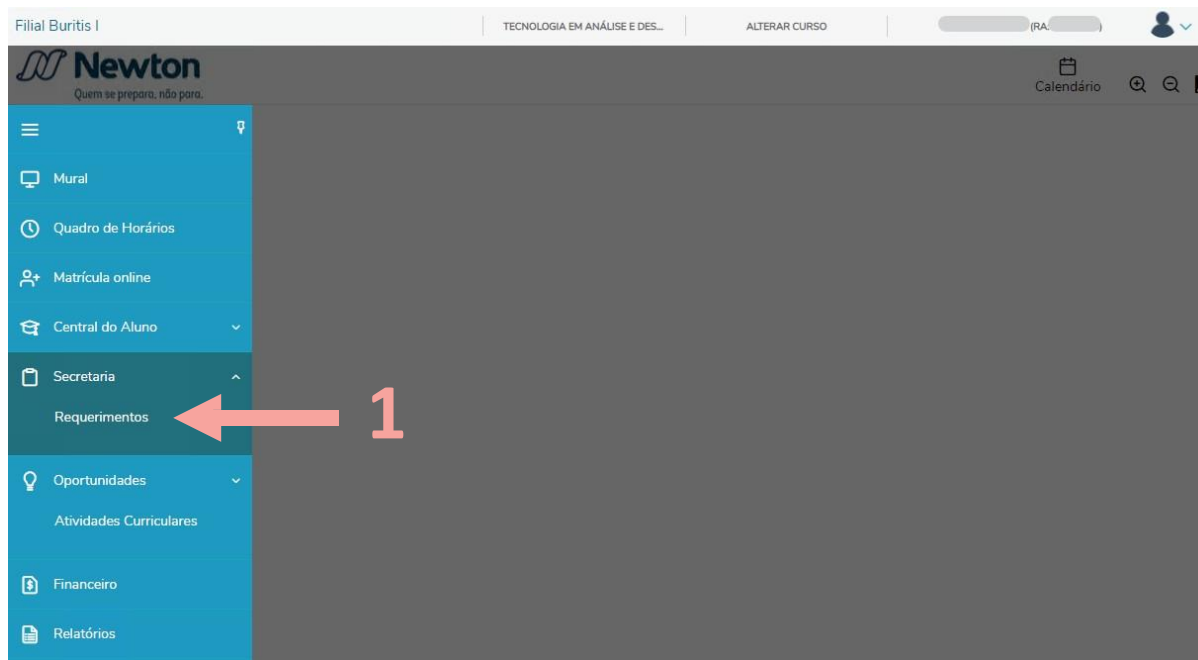 Filial Buritis I
TECNOLOGIA EM ANÁLISE E DES...
ALTERAR CURSO
(RA: )
Newton
Quem se prepara, não para.
Calendário
Mural
Quadro de Horários
Matrícula online
Central do Aluno
Secretaria
Requerimentos
1
Oportunidades
Atividades Curriculares
Financeiro
Relatórios